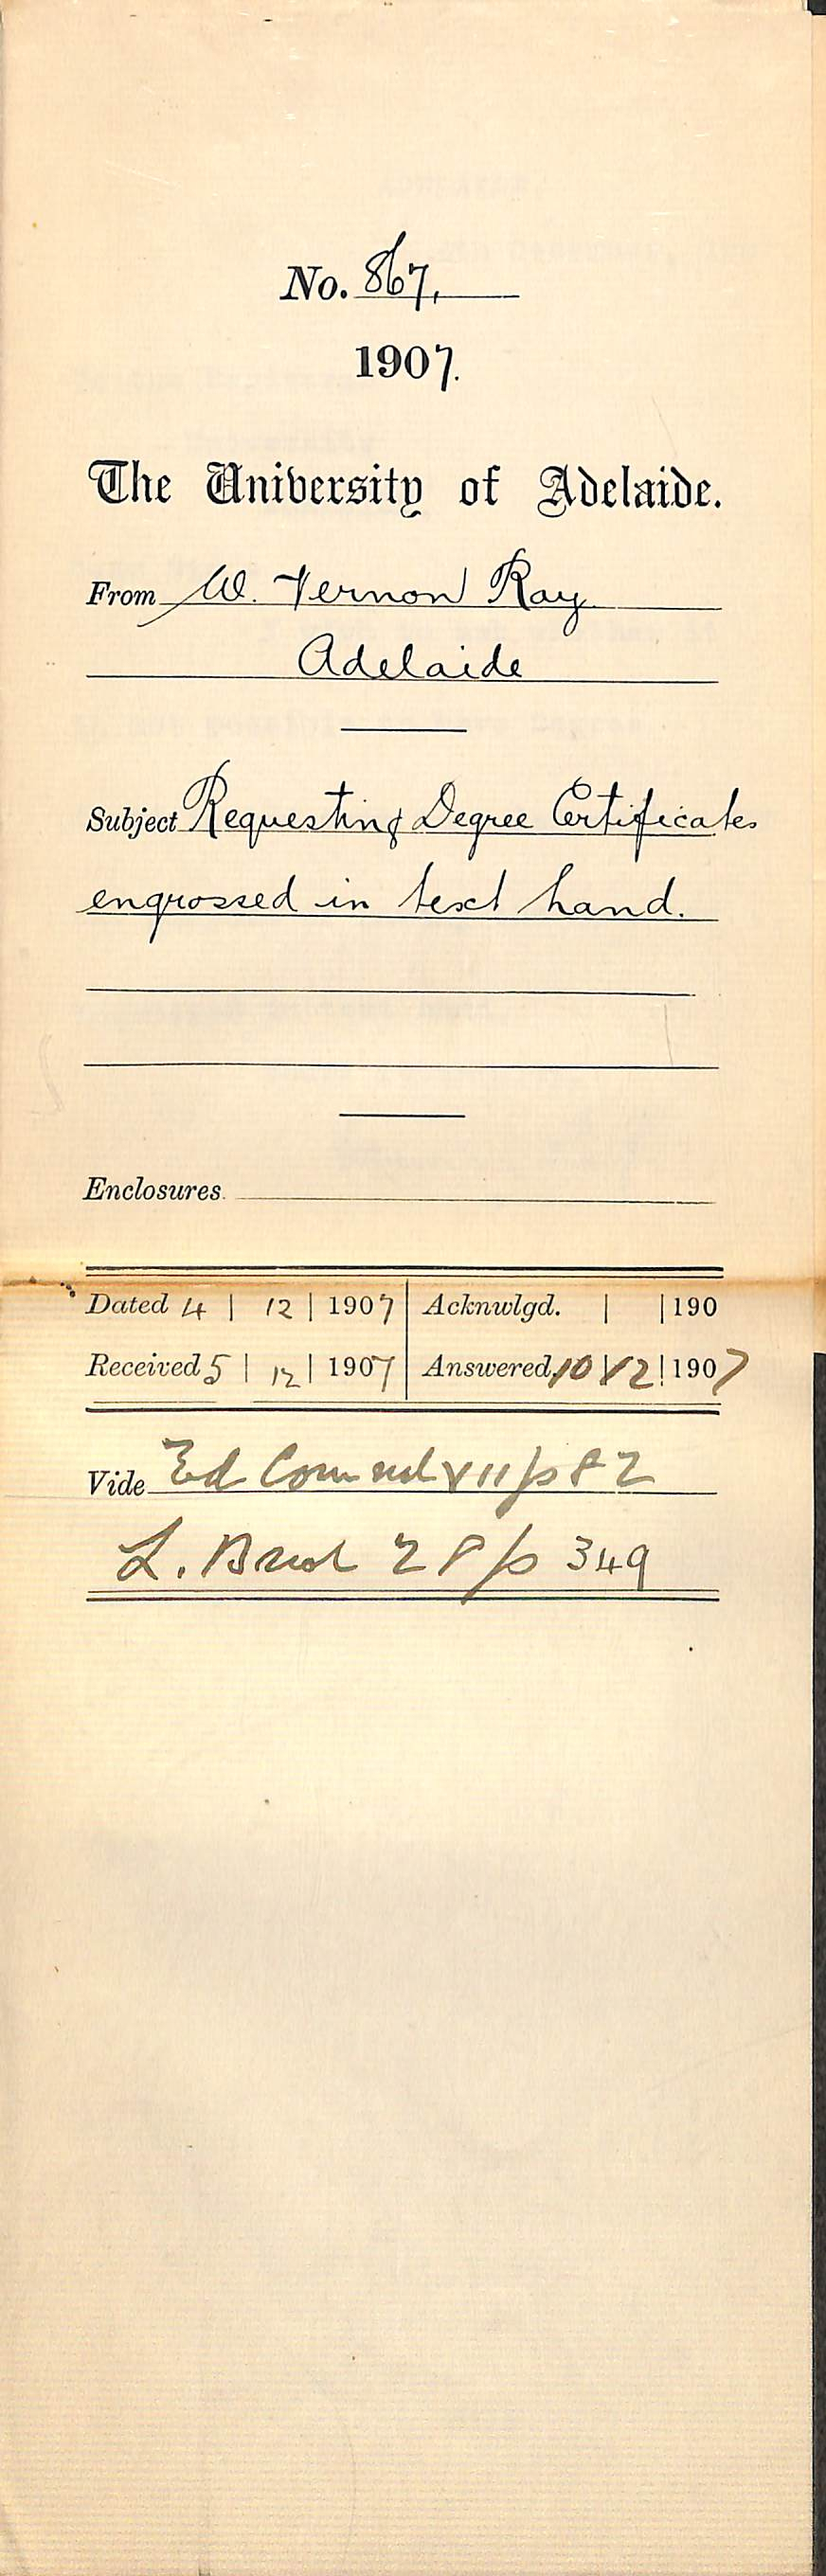 No. 867.
1907.
The University of Adelaide.
From W. Vernon Ray
Adelaide
Subject Requesting Degree Certificates
engrossed in text hand.
Enclosures.
Dated 4 | 12 | 1907 Acknwlgd. | | 190
Received 5 | 12 | 1907 Answered 10 | 12 | 1907
Vide Ed Com VII/p 82
L. Book 28/p 349